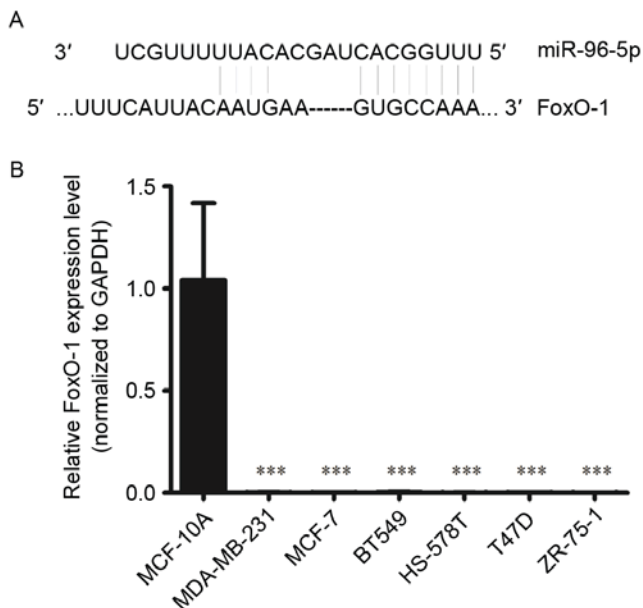 A
3′ UCGUUUUUACACGAUCACGGUUU 5′ miR-96-5p
5′ ...UUUCAUUACAAUGAA------GUGCCAAA... 3′ FoxO-1
B
Relative FoxO-1 expression level
(normalized to GAPDH)
1.5
1.0
0.5
0.0
*** *** *** *** *** ***
MCF-10A
MDA-MB-231
MCF-7
BT549
HS-578T
T47D
ZR-75-1